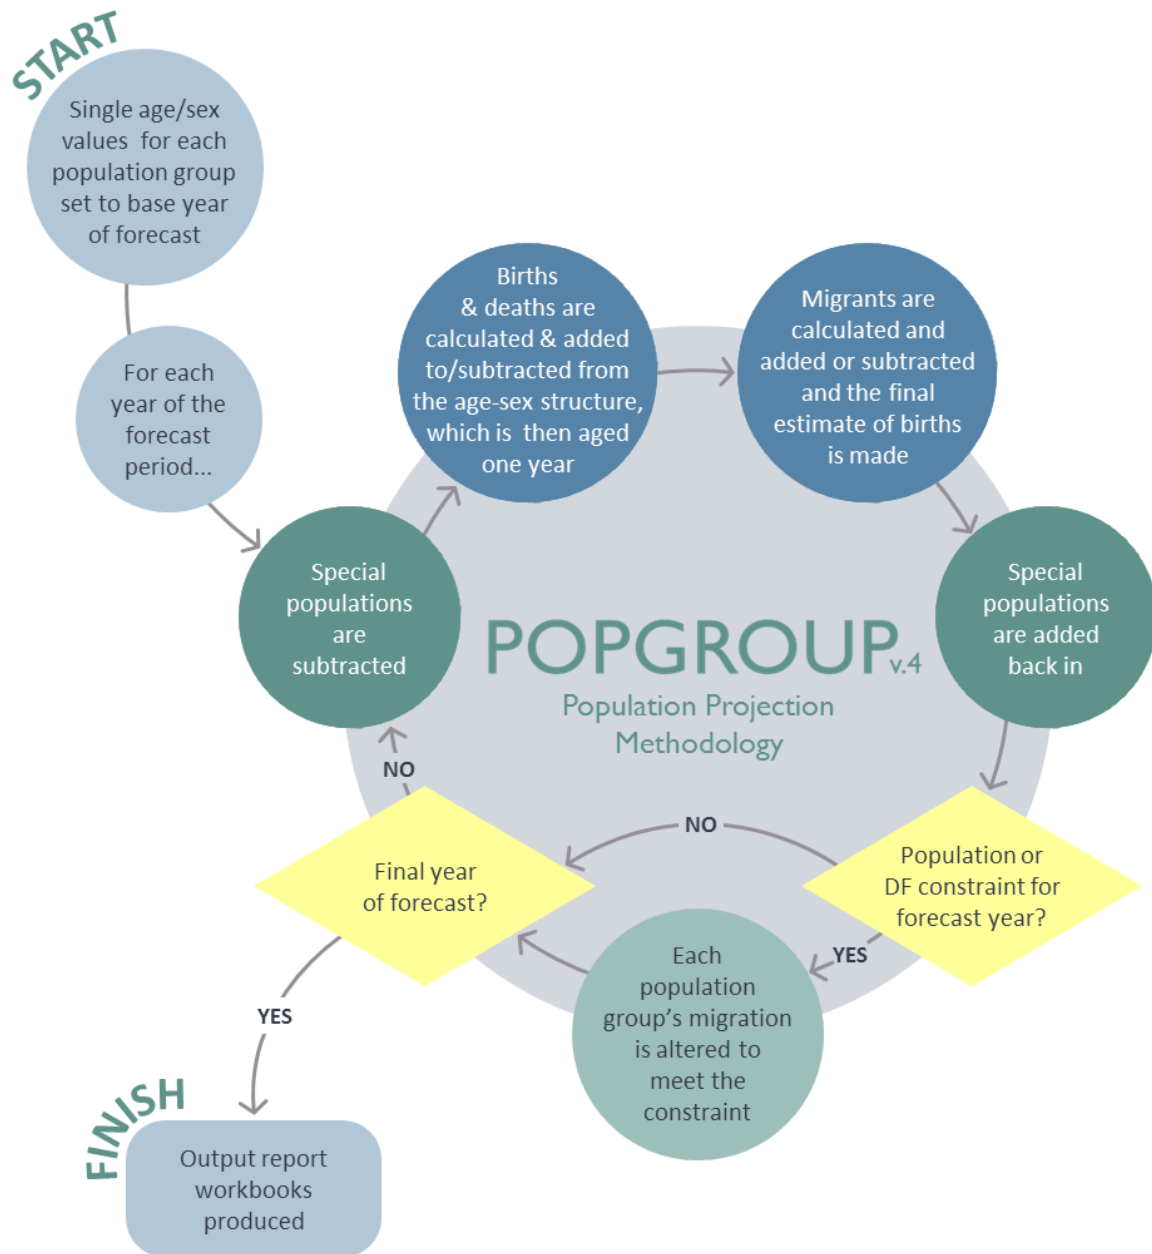 START
Single age/sex
values for each
population group
set to base year
of forecast
For each
year of the
forecast
period...
Special
populations
are
subtracted
Births
& deaths are
calculated & added
to/subtracted from
the age-sex structure,
which is then aged
one year
Migrants are
calculated and
added or subtracted
and the final
estimate of births
is made
Special
populations
are added
back in
POPGROUP v.4
Population Projection
Methodology
Population or
DF constraint for
forecast year?
NO
YES
Each
population
group's migration
is altered to
meet the
constraint
Final year
of forecast?
NO
YES
FINISH
Output report
workbooks
produced